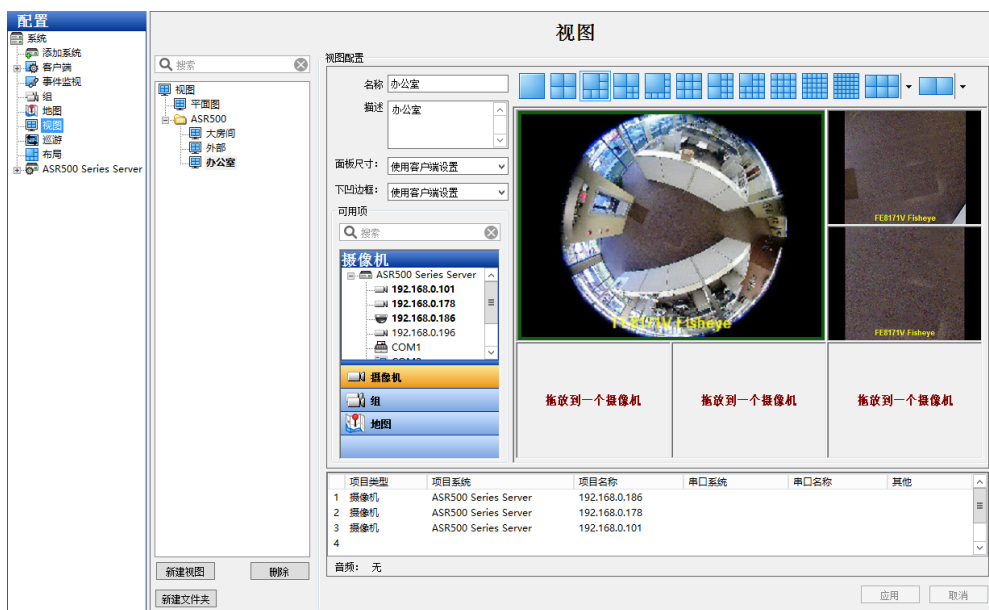 配置
系统
添加系统
客户端
事件监视
组
地图
视图
巡游
布局
ASR500 Series Server
视图
搜索
视图
平面图
ASR500
大房间
外部
办公室
新建视图
删除
新建文件夹
视图配置
名称 办公室
描述 办公室
面板尺寸： 使用客户端设置
下凹边框： 使用客户端设置
可用项
搜索
摄像机
ASR500 Series Server
192.168.0.101
192.168.0.178
192.168.0.186
192.168.0.196
COM1
摄像机
组
地图
FE8171V Fisheye
FE8171V Fisheye
FE8171V Fisheye
拖放到一个摄像机 拖放到一个摄像机 拖放到一个摄像机
项目类型 项目系统 项目名称 串口系统 串口名称 其他
1 摄像机 ASR500 Series Server 192.168.0.186
2 摄像机 ASR500 Series Server 192.168.0.178
3 摄像机 ASR500 Series Server 192.168.0.101
4
音频： 无
应用 取消